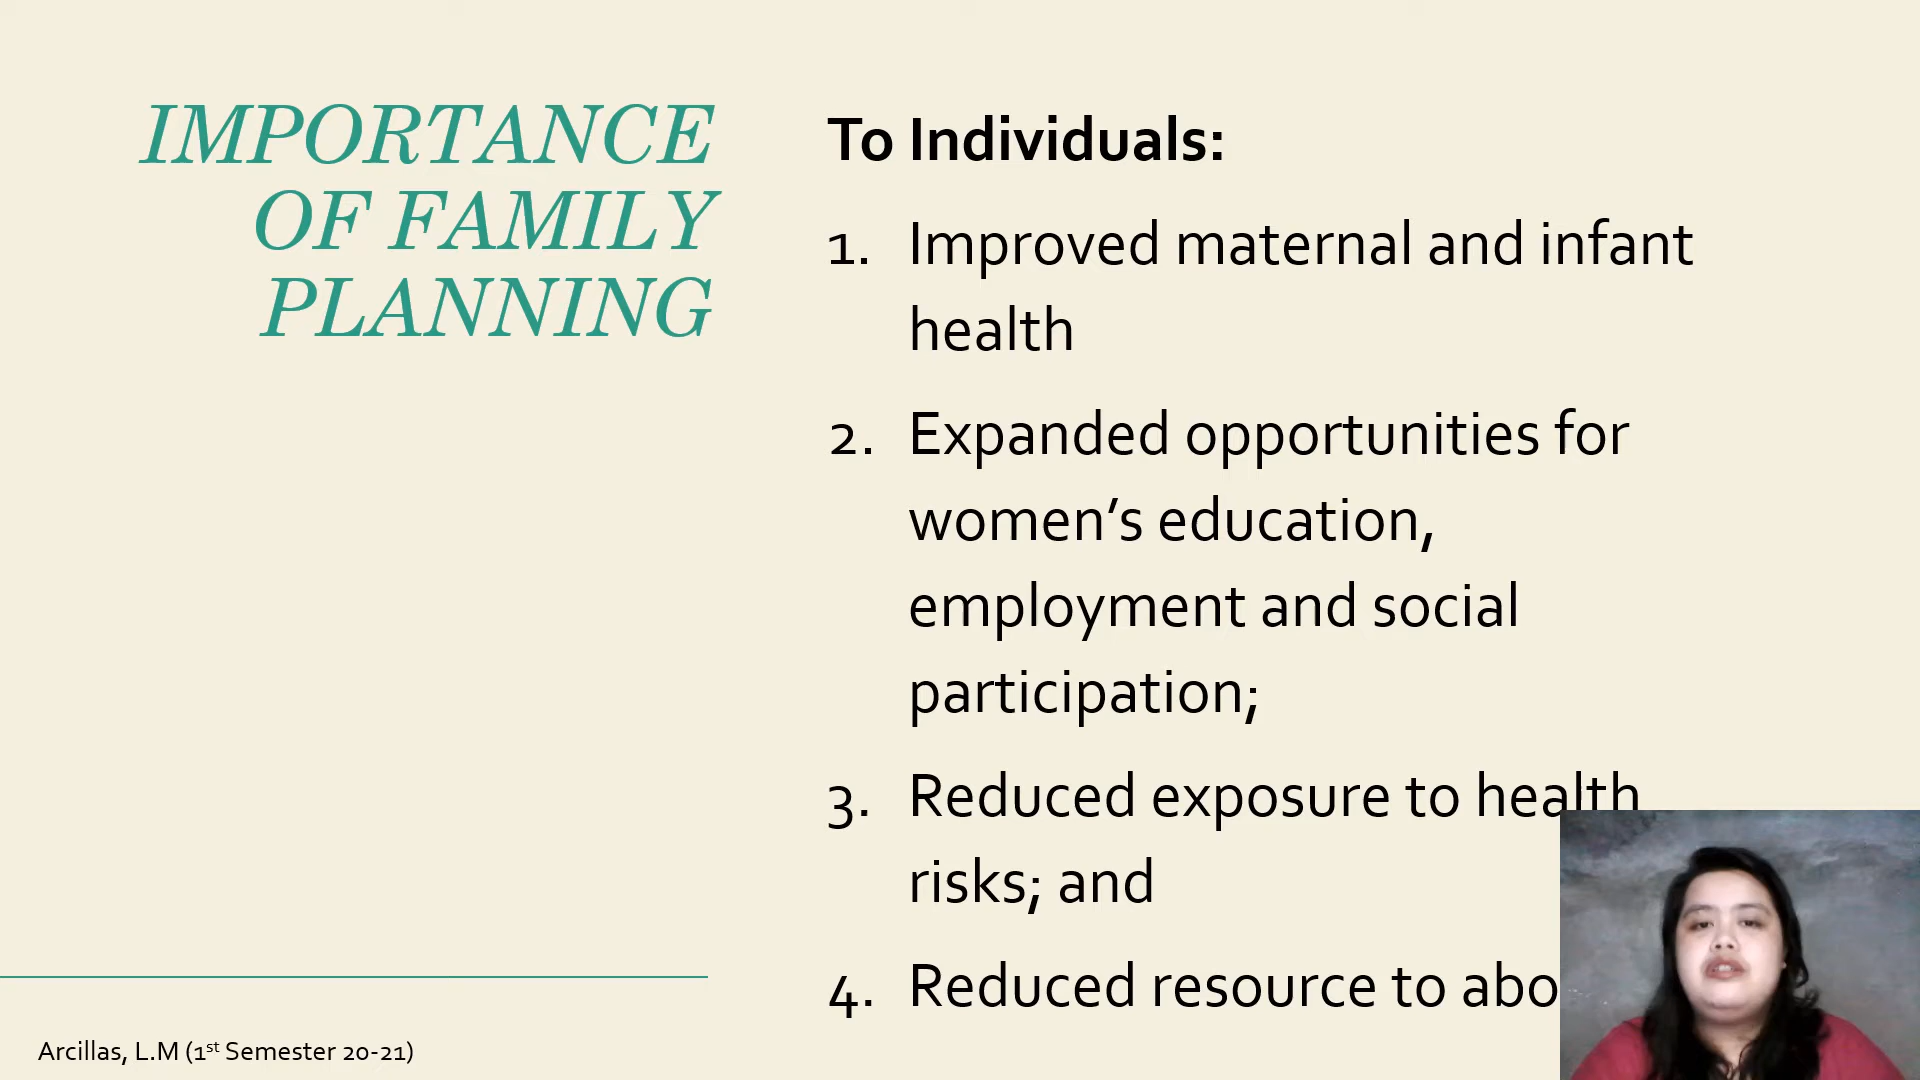 IMPORTANCE
OF FAMILY
PLANNING
To Individuals:
1. Improved maternal and infant
health
2. Expanded opportunities for
women’s education,
employment and social
participation;
3. Reduced exposure to health
risks; and
4. Reduced resource to abo
Arcillas, L.M (1st Semester 20-21)